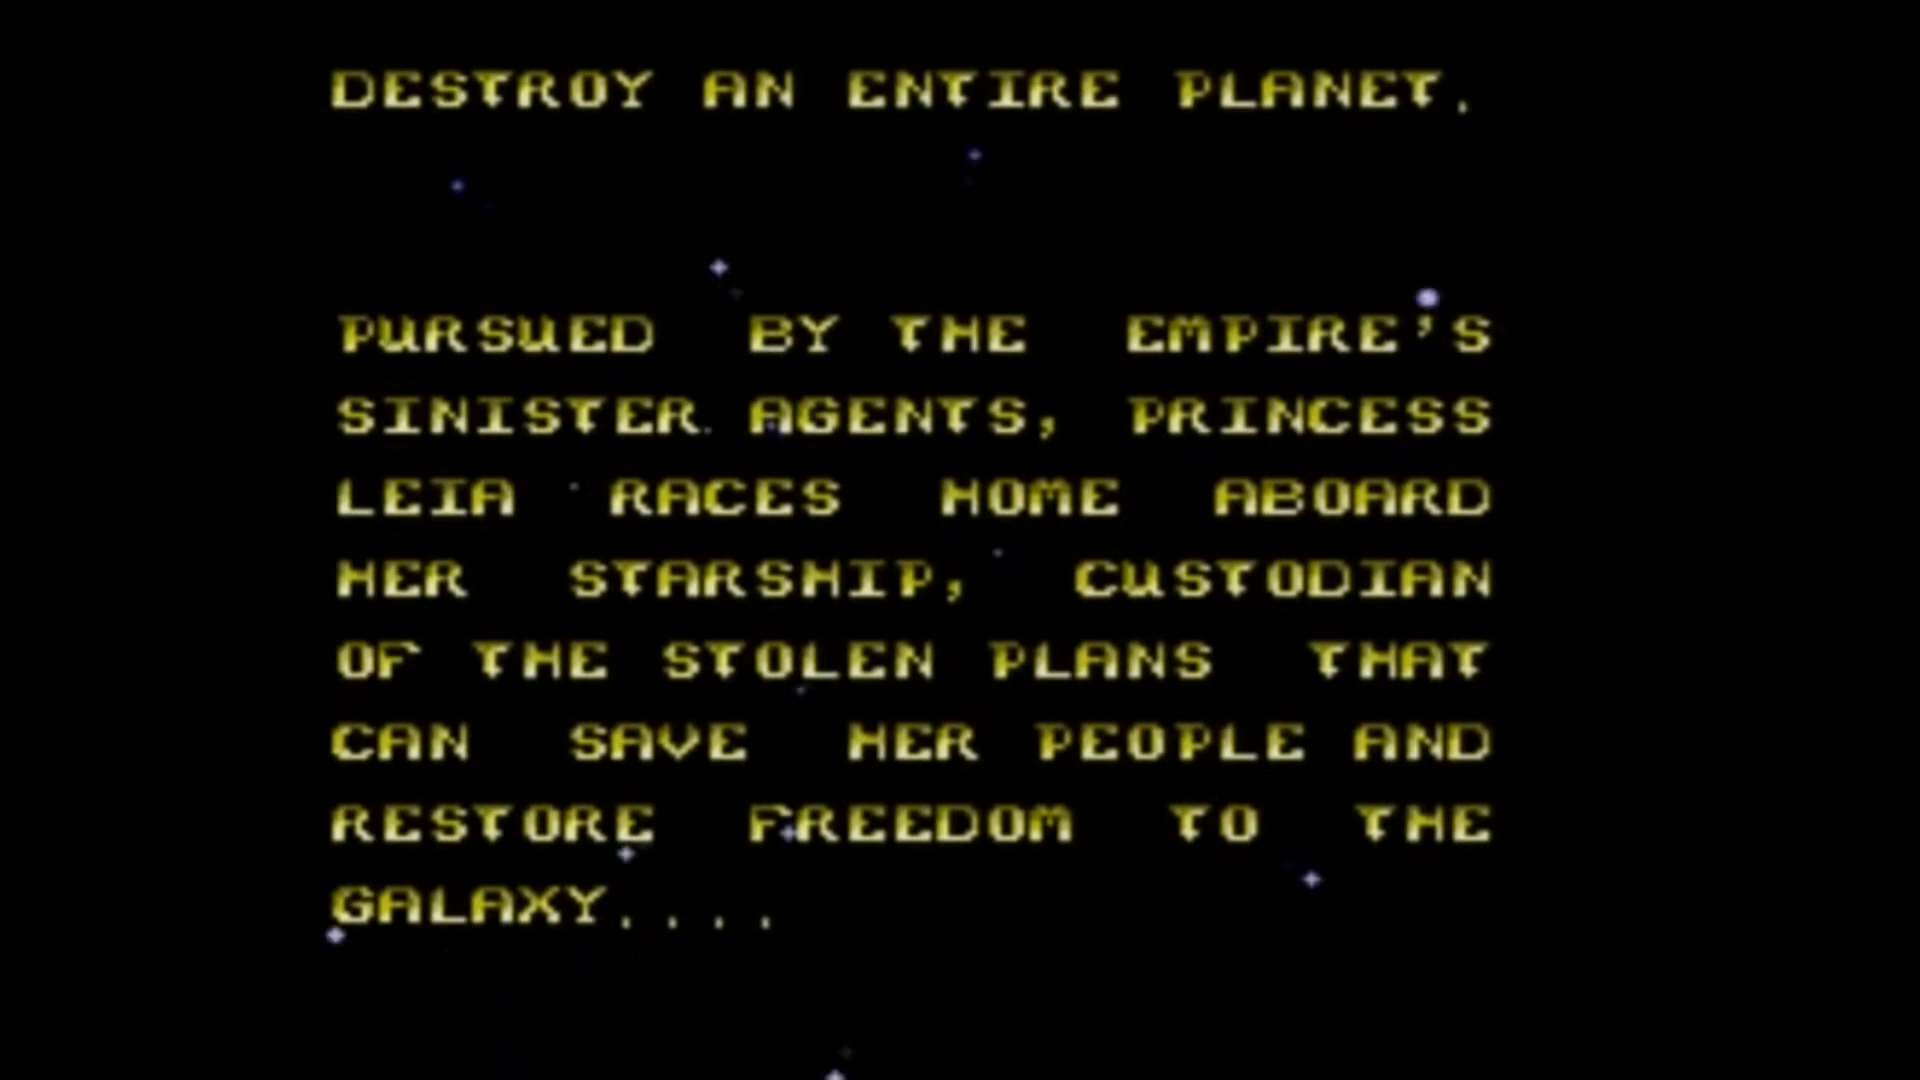 DESTROY AN ENTIRE PLANET.
PURSUED BY THE EMPIRE'S
SINISTER AGENTS, PRINCESS
LEIA RACES HOME ABOARD
HER STARSHIP, CUSTODIAN
OF THE STOLEN PLANS THAT
CAN SAVE HER PEOPLE AND
RESTORE FREEDOM TO THE
GALAXY....